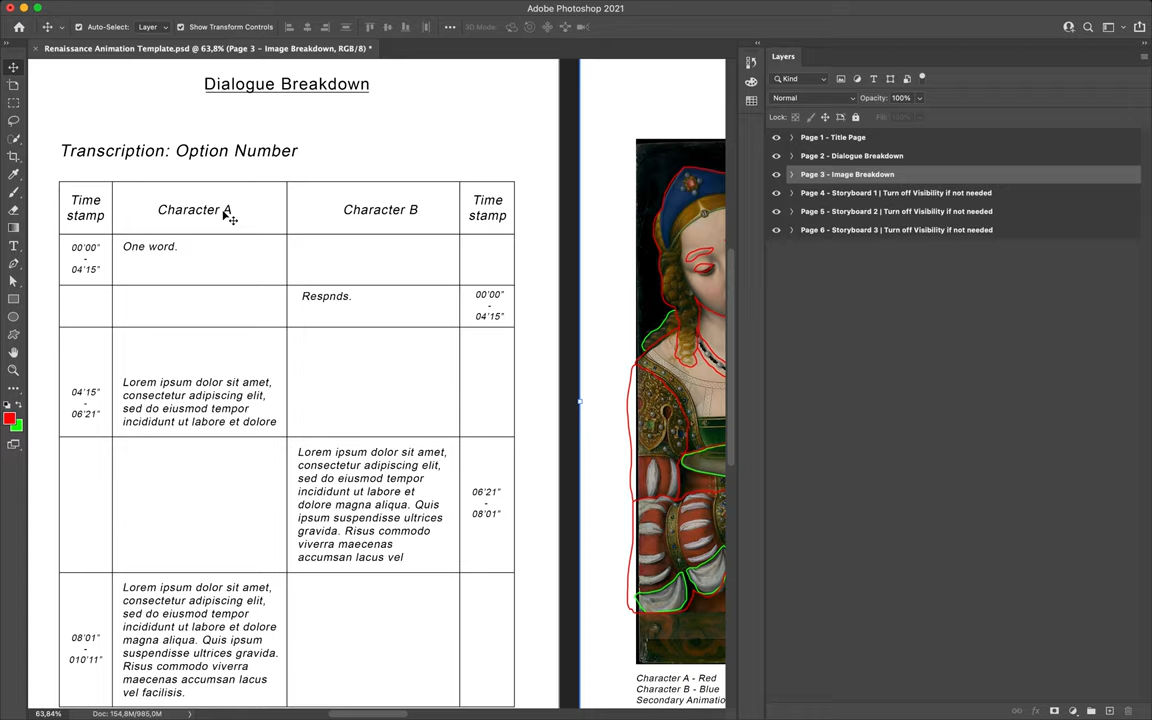 Adobe Photoshop 2021
Auto-Select: Layer Show Transform Controls 3D Mode:
Renaissance Animation Template.psd @ 63,8% (Page 3 – Image Breakdown, RGB/8) *
Dialogue Breakdown
Transcription: Option Number
Time stamp
Character A
Character B
Time stamp
00'00"
-
04'15"
One word.
Respnds.
00'00"
-
04'15"
04'15"
-
06'21"
Lorem ipsum dolor sit amet,
consectetur adipiscing elit,
sed do eiusmod tempor
incididunt ut labore et dolore
Lorem ipsum dolor sit amet,
consectetur adipiscing elit,
sed do eiusmod tempor
incididunt ut labore et
dolore magna aliqua. Quis
ipsum suspendisse ultrices
gravida. Risus commodo
viverra maecenas
accumsan lacus vel
06'21"
-
08'01"
08'01"
-
010'11"
Lorem ipsum dolor sit amet,
consectetur adipiscing elit,
sed do eiusmod tempor
incididunt ut labore et dolore
magna aliqua. Quis ipsum
suspendisse ultrices gravida.
Risus commodo viverra
maecenas accumsan lacus
vel facilisis.
Character A - Red
Character B - Blue
Secondary Animatio
63,84% Doc: 154,8M/985,0M
Layers
Kind
Normal Opacity: 100%
Lock: Fill: 100%
Page 1 - Title Page
Page 2 - Dialogue Breakdown
Page 3 - Image Breakdown
Page 4 - Storyboard 1 | Turn off Visibility if not needed
Page 5 - Storyboard 2 | Turn off Visibility if not needed
Page 6 - Storyboard 3 | Turn off Visibility if not needed